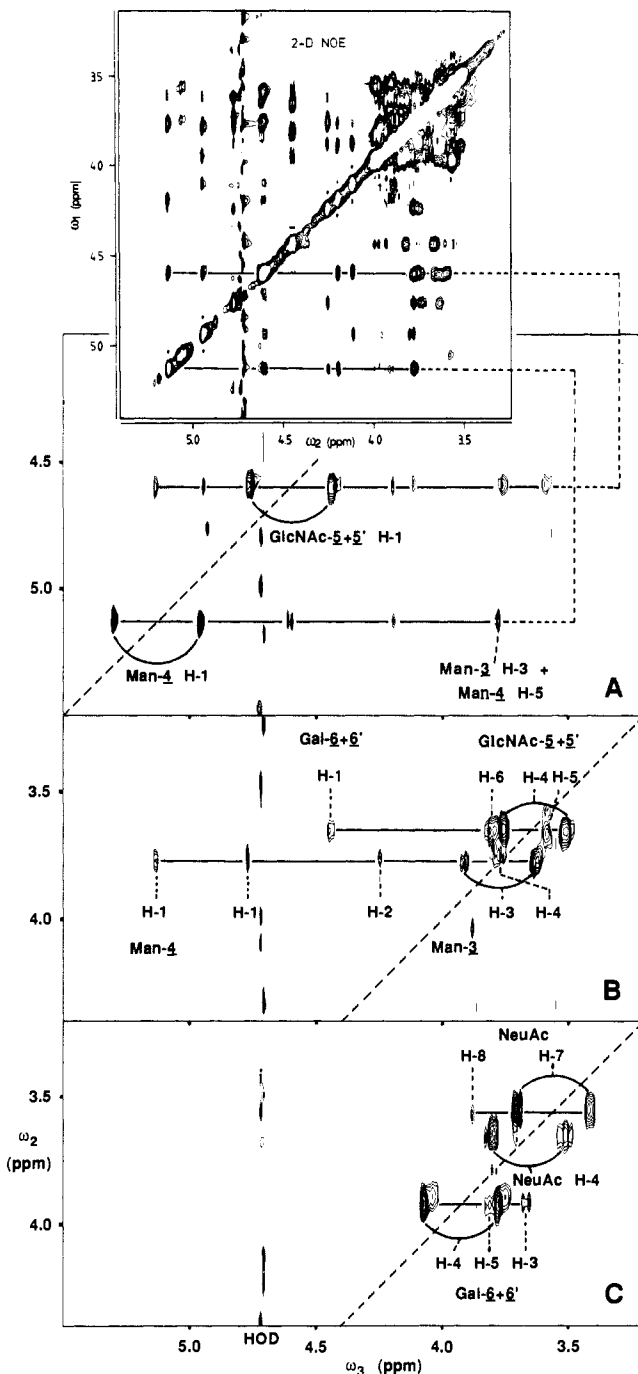 2-D NOE
35
40
45
50
ω1 (ppm)
5.0
4.5
4.0
3.5
ω2 (ppm)
4.5
5.0
GlcNAc-5+5' H-1
Man-4 H-1
Man-3 H-3 +
Man-4 H-5
A
Gal-6+6'
GlcNAc-5+5'
H-1
H-6
H-4
H-5
3.5
4.0
H-1
H-1
H-2
H-3
H-4
Man-4
Man-3
B
NeuAc
H-8
H-7
3.5
ω2
(ppm)
4.0
NeuAc H-4
H-4
H-5
H-3
Gal-6+6'
C
5.0
HOD
4.5
4.0
3.5
ω3 (ppm)